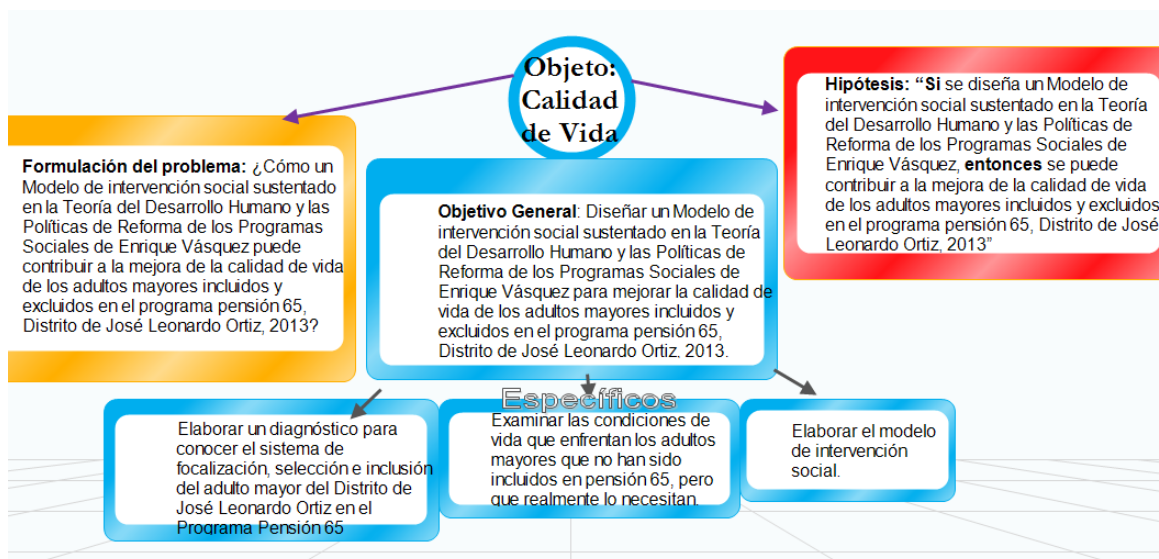 Objeto:
Calidad
de Vida
Formulación del problema: ¿Cómo un
Modelo de intervención social sustentado
en la Teoría del Desarrollo Humano y las
Políticas de Reforma de los Programas
Sociales de Enrique Vásquez puede
contribuir a la mejora de la calidad de vida
de los adultos mayores incluidos y
excluidos en el programa pensión 65,
Distrito de José Leonardo Ortiz, 2013?
Objetivo General: Diseñar un Modelo de
intervención social sustentado en la Teoría
del Desarrollo Humano y las Políticas de
Reforma de los Programas Sociales de
Enrique Vásquez para mejorar la calidad de
vida de los adultos mayores incluidos y
excluidos en el programa pensión 65,
Distrito de José Leonardo Ortiz, 2013.
Hipótesis: “Si se diseña un Modelo de
intervención social sustentado en la Teoría
del Desarrollo Humano y las Políticas de
Reforma de los Programas Sociales de
Enrique Vásquez, entonces se puede
contribuir a la mejora de la calidad de vida
de los adultos mayores incluidos y excluidos
en el programa pensión 65, Distrito de José
Leonardo Ortiz, 2013”
Específicos
Elaborar un diagnóstico para
conocer el sistema de
focalización, selección e inclusión
del adulto mayor del Distrito de
José Leonardo Ortiz en el
Programa Pensión 65
Examinar las condiciones de
vida que enfrentan los adultos
mayores que no han sido
incluidos en pensión 65, pero
que realmente lo necesitan.
Elaborar el modelo
de intervención
social.